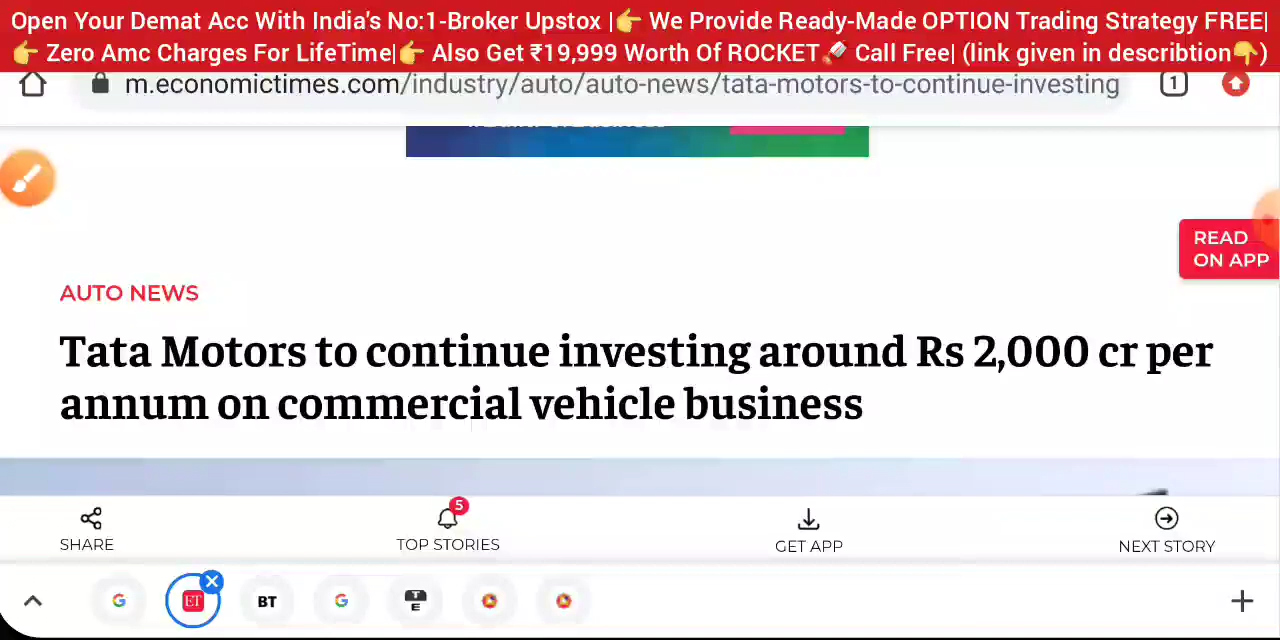 Open Your Demat Acc With India's No:1-Broker Upstox |👉 We Provide Ready-Made OPTION Trading Strategy FREE|
👉 Zero Amc Charges For LifeTime|👉 Also Get ₹19,999 Worth Of ROCKET🚀 Call Free| (link given in describtion👇)
m.economictimes.com/industry/auto/auto-news/tata-motors-to-continue-investing
1
READ
ON APP
AUTO NEWS
Tata Motors to continue investing around Rs 2,000 cr per
annum on commercial vehicle business
5
SHARE
TOP STORIES
GET APP
NEXT STORY
G
ET
BT
G
T
E